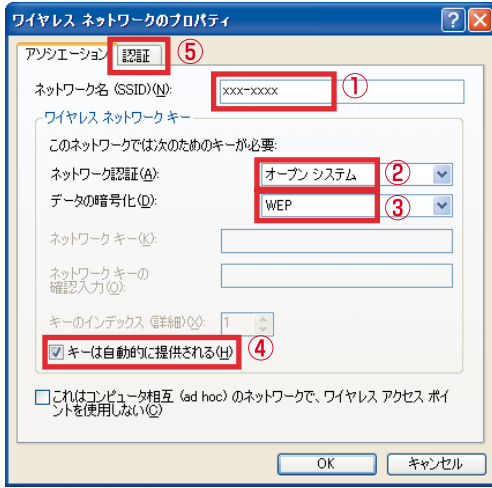 ワイヤレス ネットワークのプロパティ
アソシエーション 認証 ⑤
ネットワーク名 (SSID)(N): xxx-xxxx ①
ワイヤレス ネットワーク キー
このネットワークでは次のためのキーが必要:
ネットワーク認証(A): オープン システム ②
データの暗号化(D): WEP ③
ネットワーク キー(K):
ネットワーク キーの
確認入力(O):
キーのインデックス (詳細)(X): 1
キーは自動的に提供される(H) ④
これはコンピュータ相互 (ad hoc) のネットワークで、ワイヤレス アクセス ポイ
ントを使用しない(C)
OK キャンセル